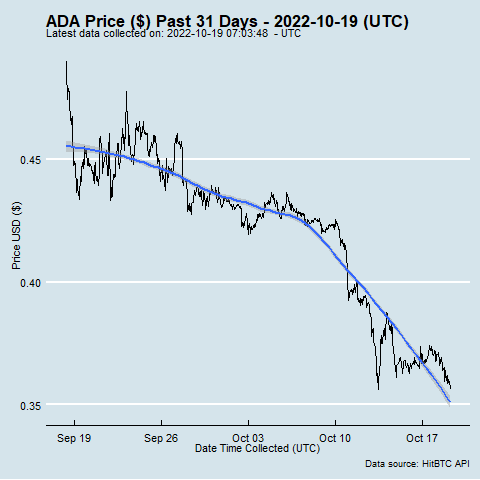 ADA Price ($) Past 31 Days - 2022-10-19 (UTC)
Latest data collected on: 2022-10-19 07:03:48 - UTC
0.45
0.40
0.35
Price USD ($)
Sep 19 Sep 26 Oct 03 Oct 10 Oct 17
Date Time Collected (UTC)
Data source: HitBTC API